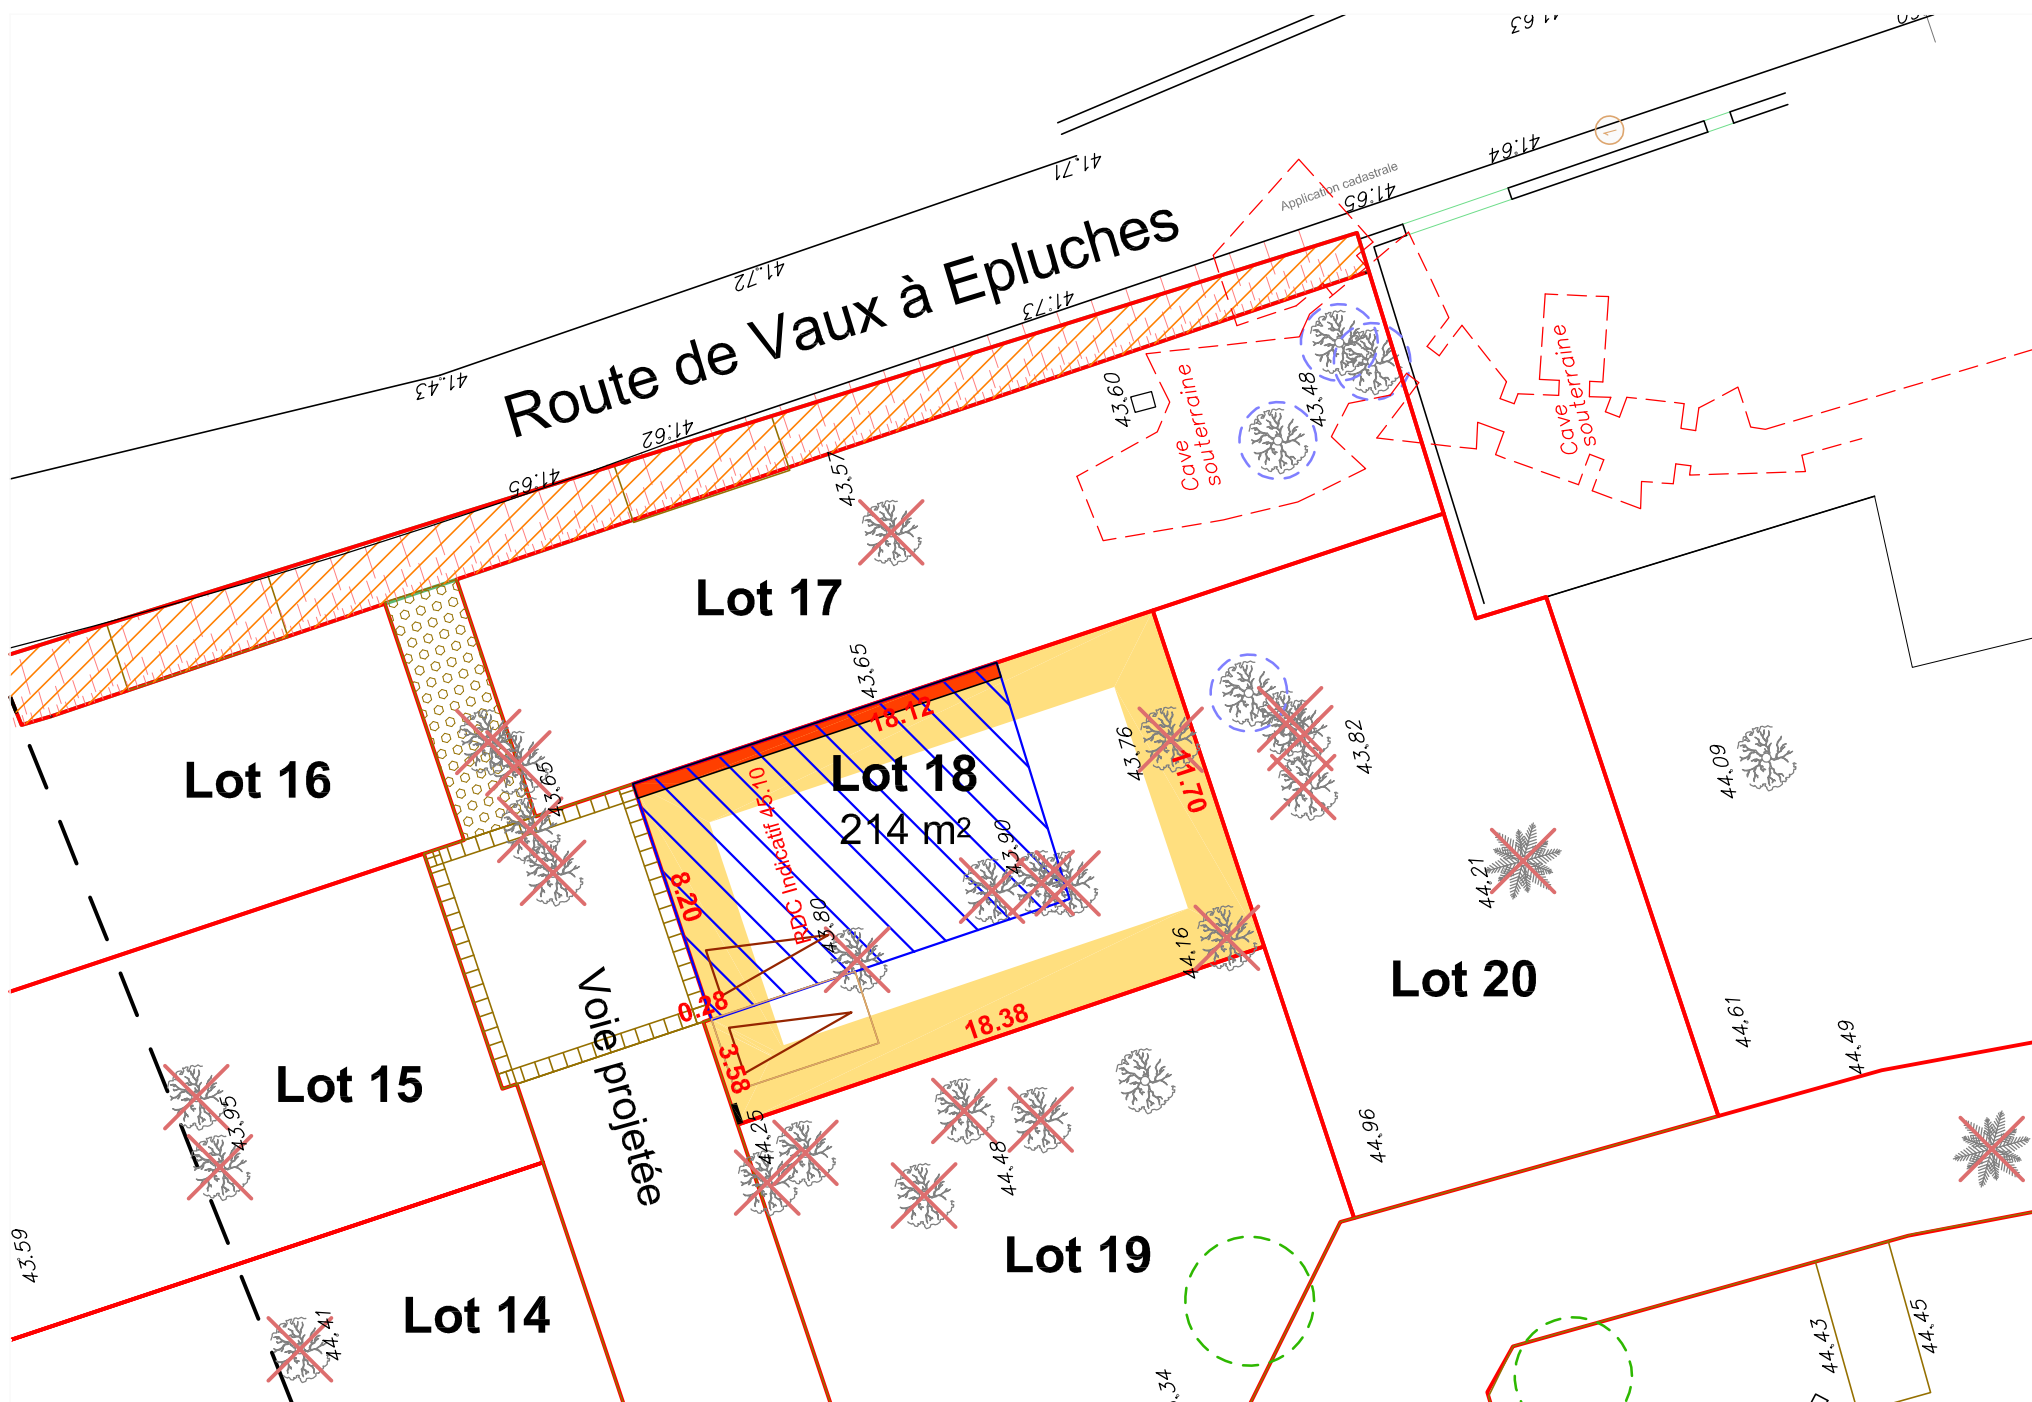 41.63
41.71
41.64
1
Application cadastrale
41.65
41.72
Route de Vaux à Epluches
41.73
41.43
41.62
41.65
43.57
43.60
43.48
Cave
souterraine
Cave
souterraine
Lot 17
43.65
18.12
Lot 16
43.65
Lot 18
214 m²
RDC Indicatif 45.10
43.90
43.80
8.20
43.76
11.70
43.82
44.09
44.21
44.16
Lot 20
0.28
3.58
18.38
Voie projetée
Lot 15
43.95
44.25
44.48
44.96
44.61
44.49
43.59
Lot 19
Lot 14
44.41
44.43
44.45
.34